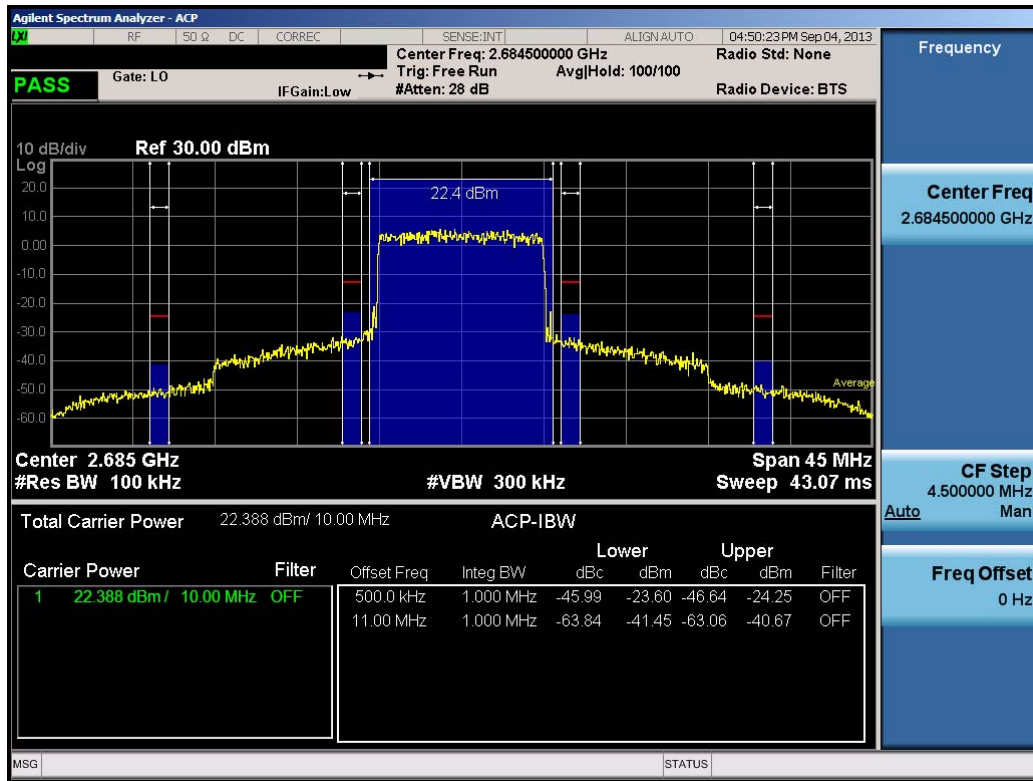 Agilent Spectrum Analyzer - ACP
LXI RF 50 Ω DC CORREC SENSE:INT ALIGN AUTO 04:50:23 PM Sep 04, 2013
Center Freq: 2.684500000 GHz Radio Std: None
PASS Gate: LO Trig: Free Run Avg|Hold: 100/100
IFGain:Low #Atten: 28 dB Radio Device: BTS
10 dB/div Ref 30.00 dBm
Log
20.0
10.0
0.00
-10.0
-20.0
-30.0
-40.0
-50.0
-60.0
22.4 dBm
Average
Center 2.685 GHz Span 45 MHz
#Res BW 100 kHz #VBW 300 kHz Sweep 43.07 ms
Total Carrier Power 22.388 dBm/ 10.00 MHz ACP-IBW
Lower Upper
Carrier Power Filter Offset Freq Integ BW dBc dBm dBc dBm Filter
1 22.388 dBm / 10.00 MHz OFF 500.0 kHz 1.000 MHz -45.99 -23.60 -46.64 -24.25 OFF
11.00 MHz 1.000 MHz -63.84 -41.45 -63.06 -40.67 OFF
MSG STATUS
Frequency
Center Freq
2.684500000 GHz
CF Step
4.500000 MHz
Auto Man
Freq Offset
0 Hz